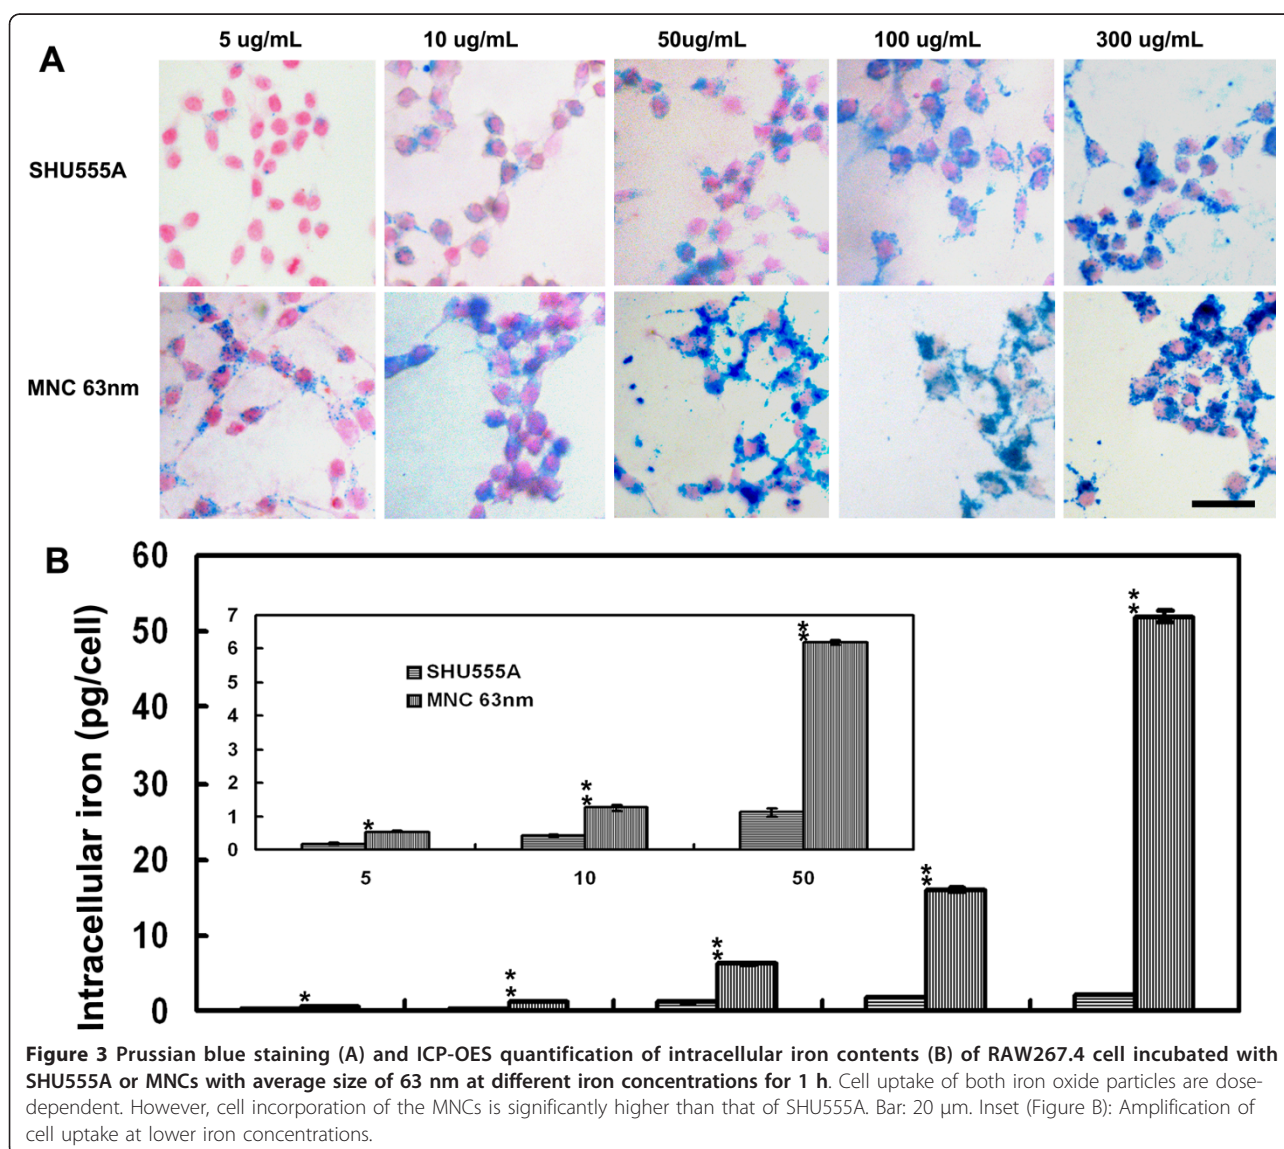 5 ug/mL 10 ug/mL 50ug/mL 100 ug/mL 300 ug/mL
A
SHU555A
MNC 63nm
B
Intracellular iron (pg/cell)
60
50
40
30
20
10
0
7
6
5
4
3
2
1
0
SHU555A
MNC 63nm
5 10 50
*
**
**
*
**
**
**
**
Figure 3 Prussian blue staining (A) and ICP-OES quantification of intracellular iron contents (B) of RAW267.4 cell incubated with
SHU555A or MNCs with average size of 63 nm at different iron concentrations for 1 h. Cell uptake of both iron oxide particles are dose-
dependent. However, cell incorporation of the MNCs is significantly higher than that of SHU555A. Bar: 20 μm. Inset (Figure B): Amplification of
cell uptake at lower iron concentrations.